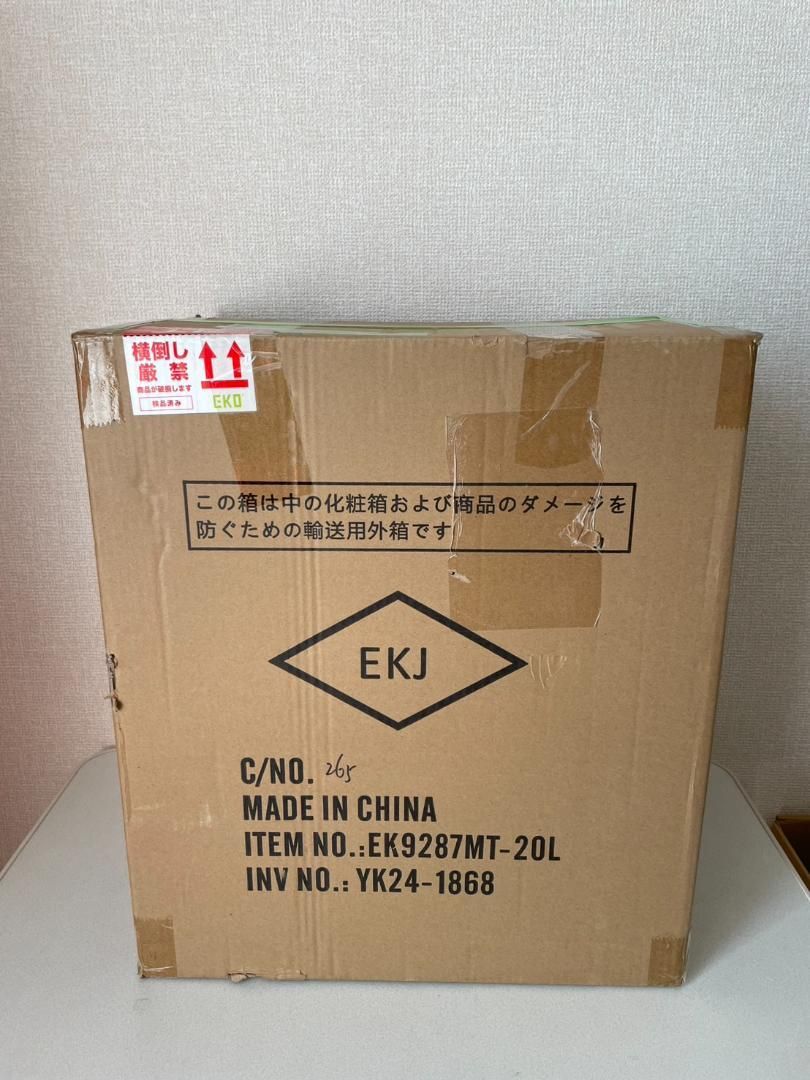 横倒し
厳禁
商品が破損します
検品済み
EKO
この箱は中の化粧箱および商品のダメージを
防ぐための輸送用外箱です
EKJ
C/NO. 265
MADE IN CHINA
ITEM NO.:EK9287MT-20L
INV NO.: YK24-1868